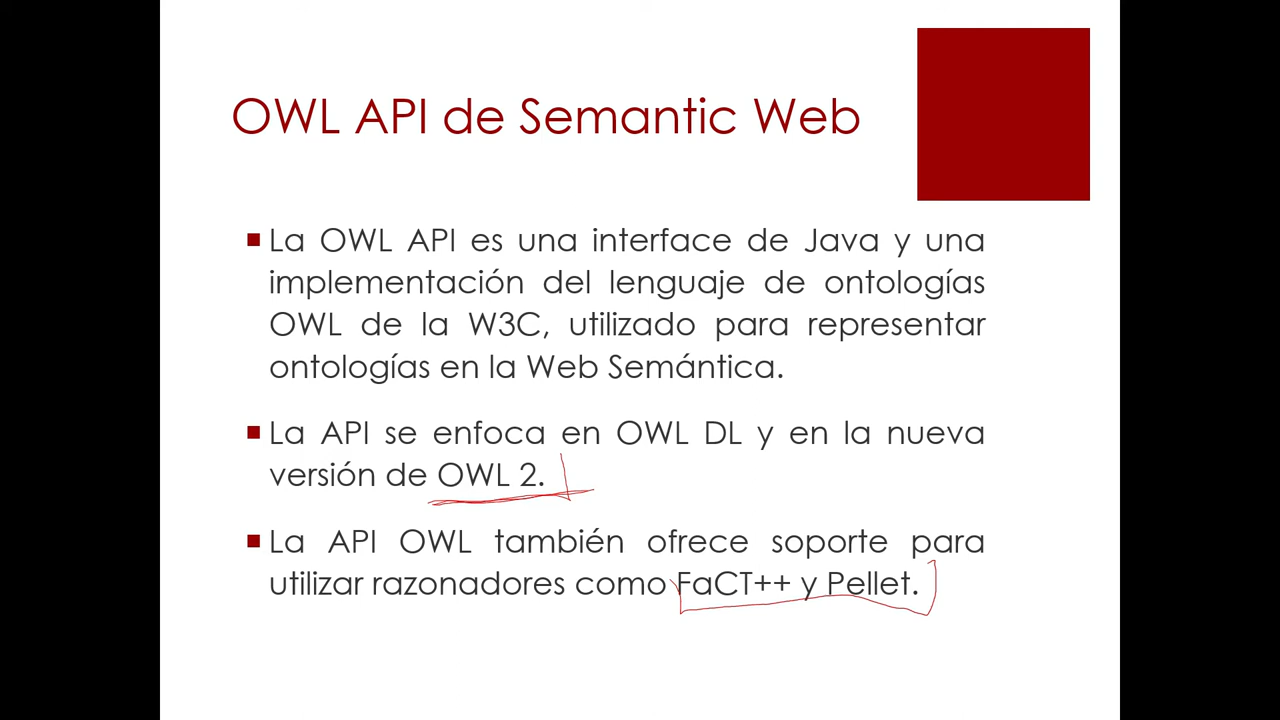 OWL API de Semantic Web
La OWL API es una interface de Java y una
implementación del lenguaje de ontologías
OWL de la W3C, utilizado para representar
ontologías en la Web Semántica.
La API se enfoca en OWL DL y en la nueva
versión de OWL 2.
La API OWL también ofrece soporte para
utilizar razonadores como FaCT++ y Pellet.